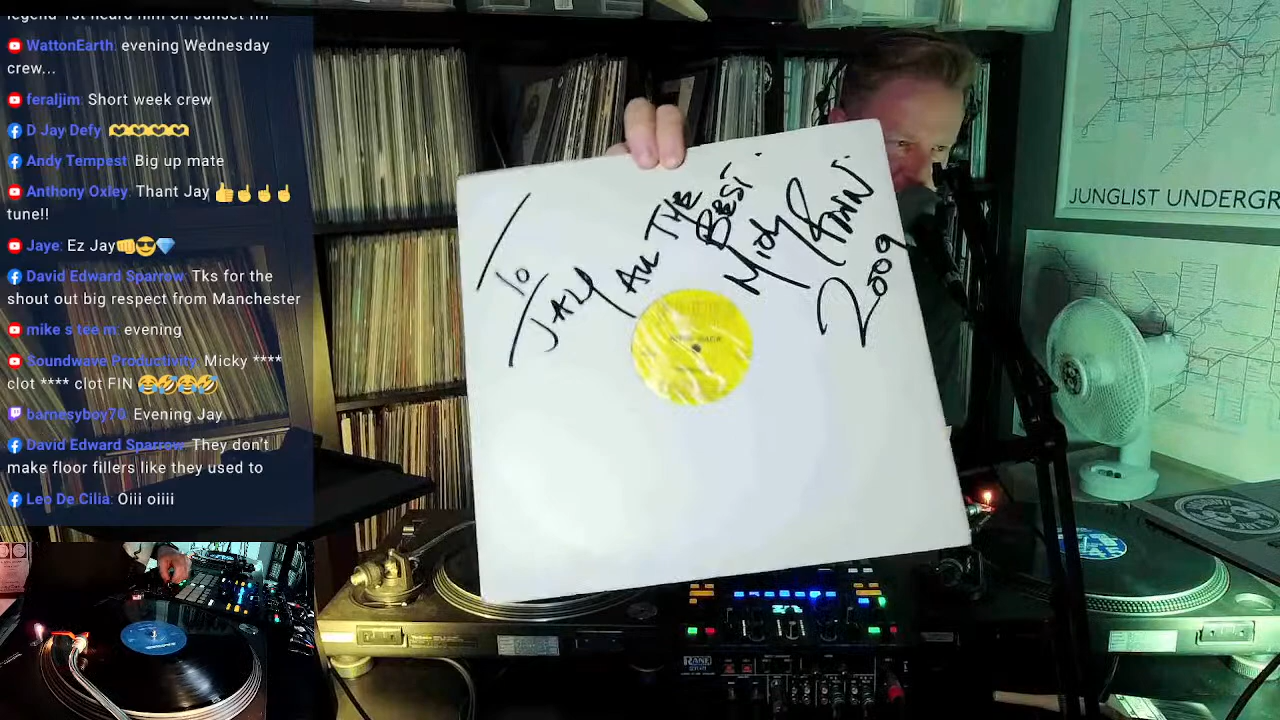 legend 1st heard him on sunset fm
WattonEarth: evening Wednesday
crew...
feraljim: Short week crew
D Jay Defy
Andy Tempest Big up mate
Anthony Oxley: Thant Jay
tune!!
Jaye: Ez Jay
David Edward Sparrow: Tks for the
shout out big respect from Manchester
mike s tee m: evening
Soundwave Productivity Micky ****
clot **** clot FIN
barnesyboy70: Evening Jay
David Edward Sparrow: They don't
make floor fillers like they used to
Leo De Cilia: Oiii oiiii
To
ALL THE
BEST.
2009
JUNGLIST UNDERGR
RANE